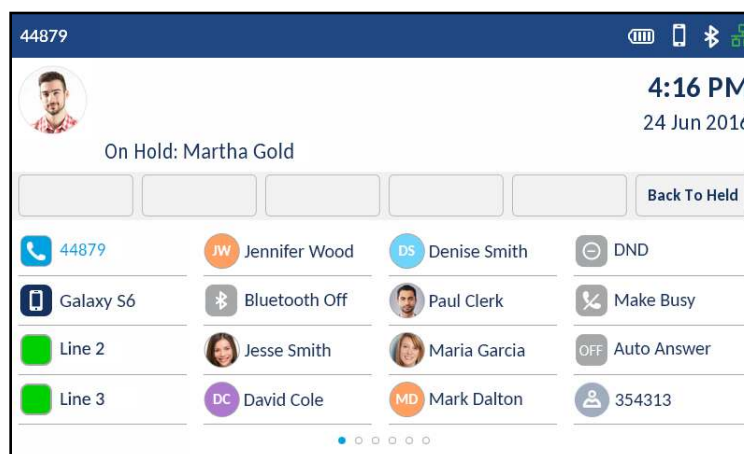 44879
4:16 PM
24 Jun 2016
On Hold: Martha Gold
Back To Held
44879 JW Jennifer Wood DS Denise Smith DND
Galaxy S6 Bluetooth Off Paul Clerk Make Busy
Line 2 Jesse Smith Maria Garcia OFF Auto Answer
Line 3 DC David Cole MD Mark Dalton 354313